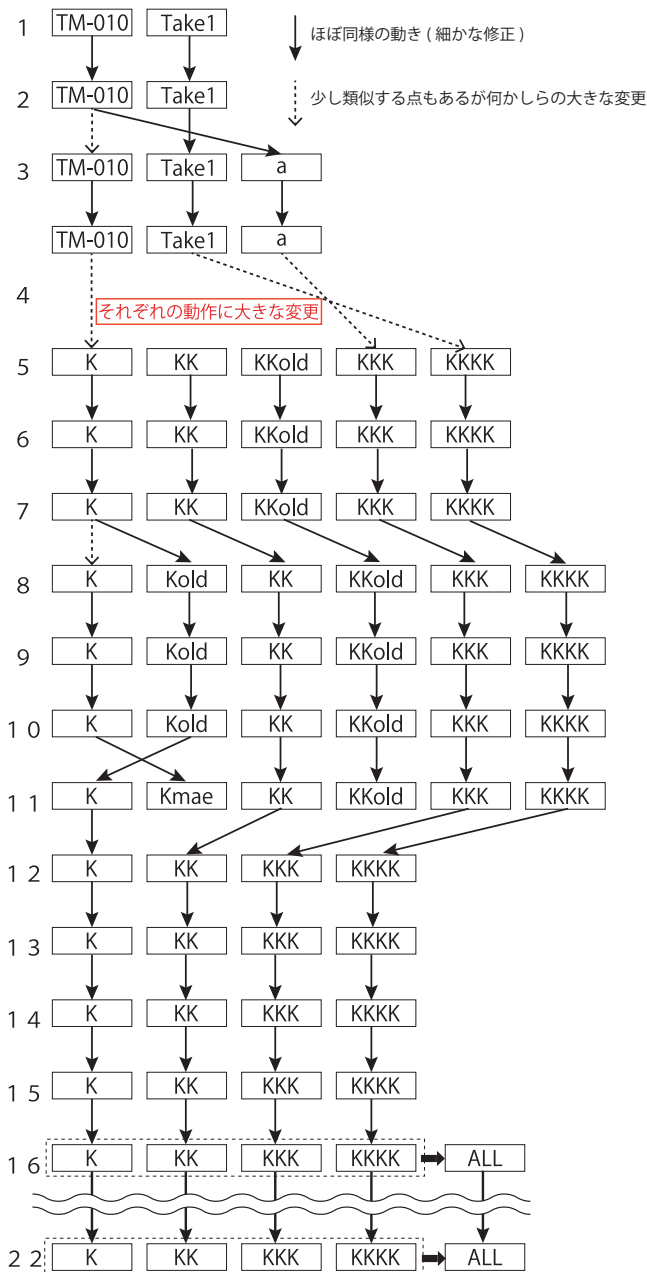 1 TM-010 Take1 ほぼ同様の動き ( 細かな修正 )
2 TM-010 Take1 少し類似する点もあるが何かしらの大きな変更
3 TM-010 Take1 a
TM-010 Take1 a
4
それぞれの動作に大きな変更
5 K KK KKold KKK KKKK
6 K KK KKold KKK KKKK
7 K KK KKold KKK KKKK
8 K Kold KK KKold KKK KKKK
9 K Kold KK KKold KKK KKKK
10 K Kold KK KKold KKK KKKK
11 K Kmae KK KKold KKK KKKK
12 K KK KKK KKKK
13 K KK KKK KKKK
14 K KK KKK KKKK
15 K KK KKK KKKK
16 K KK KKK KKKK ALL
22 K KK KKK KKKK ALL